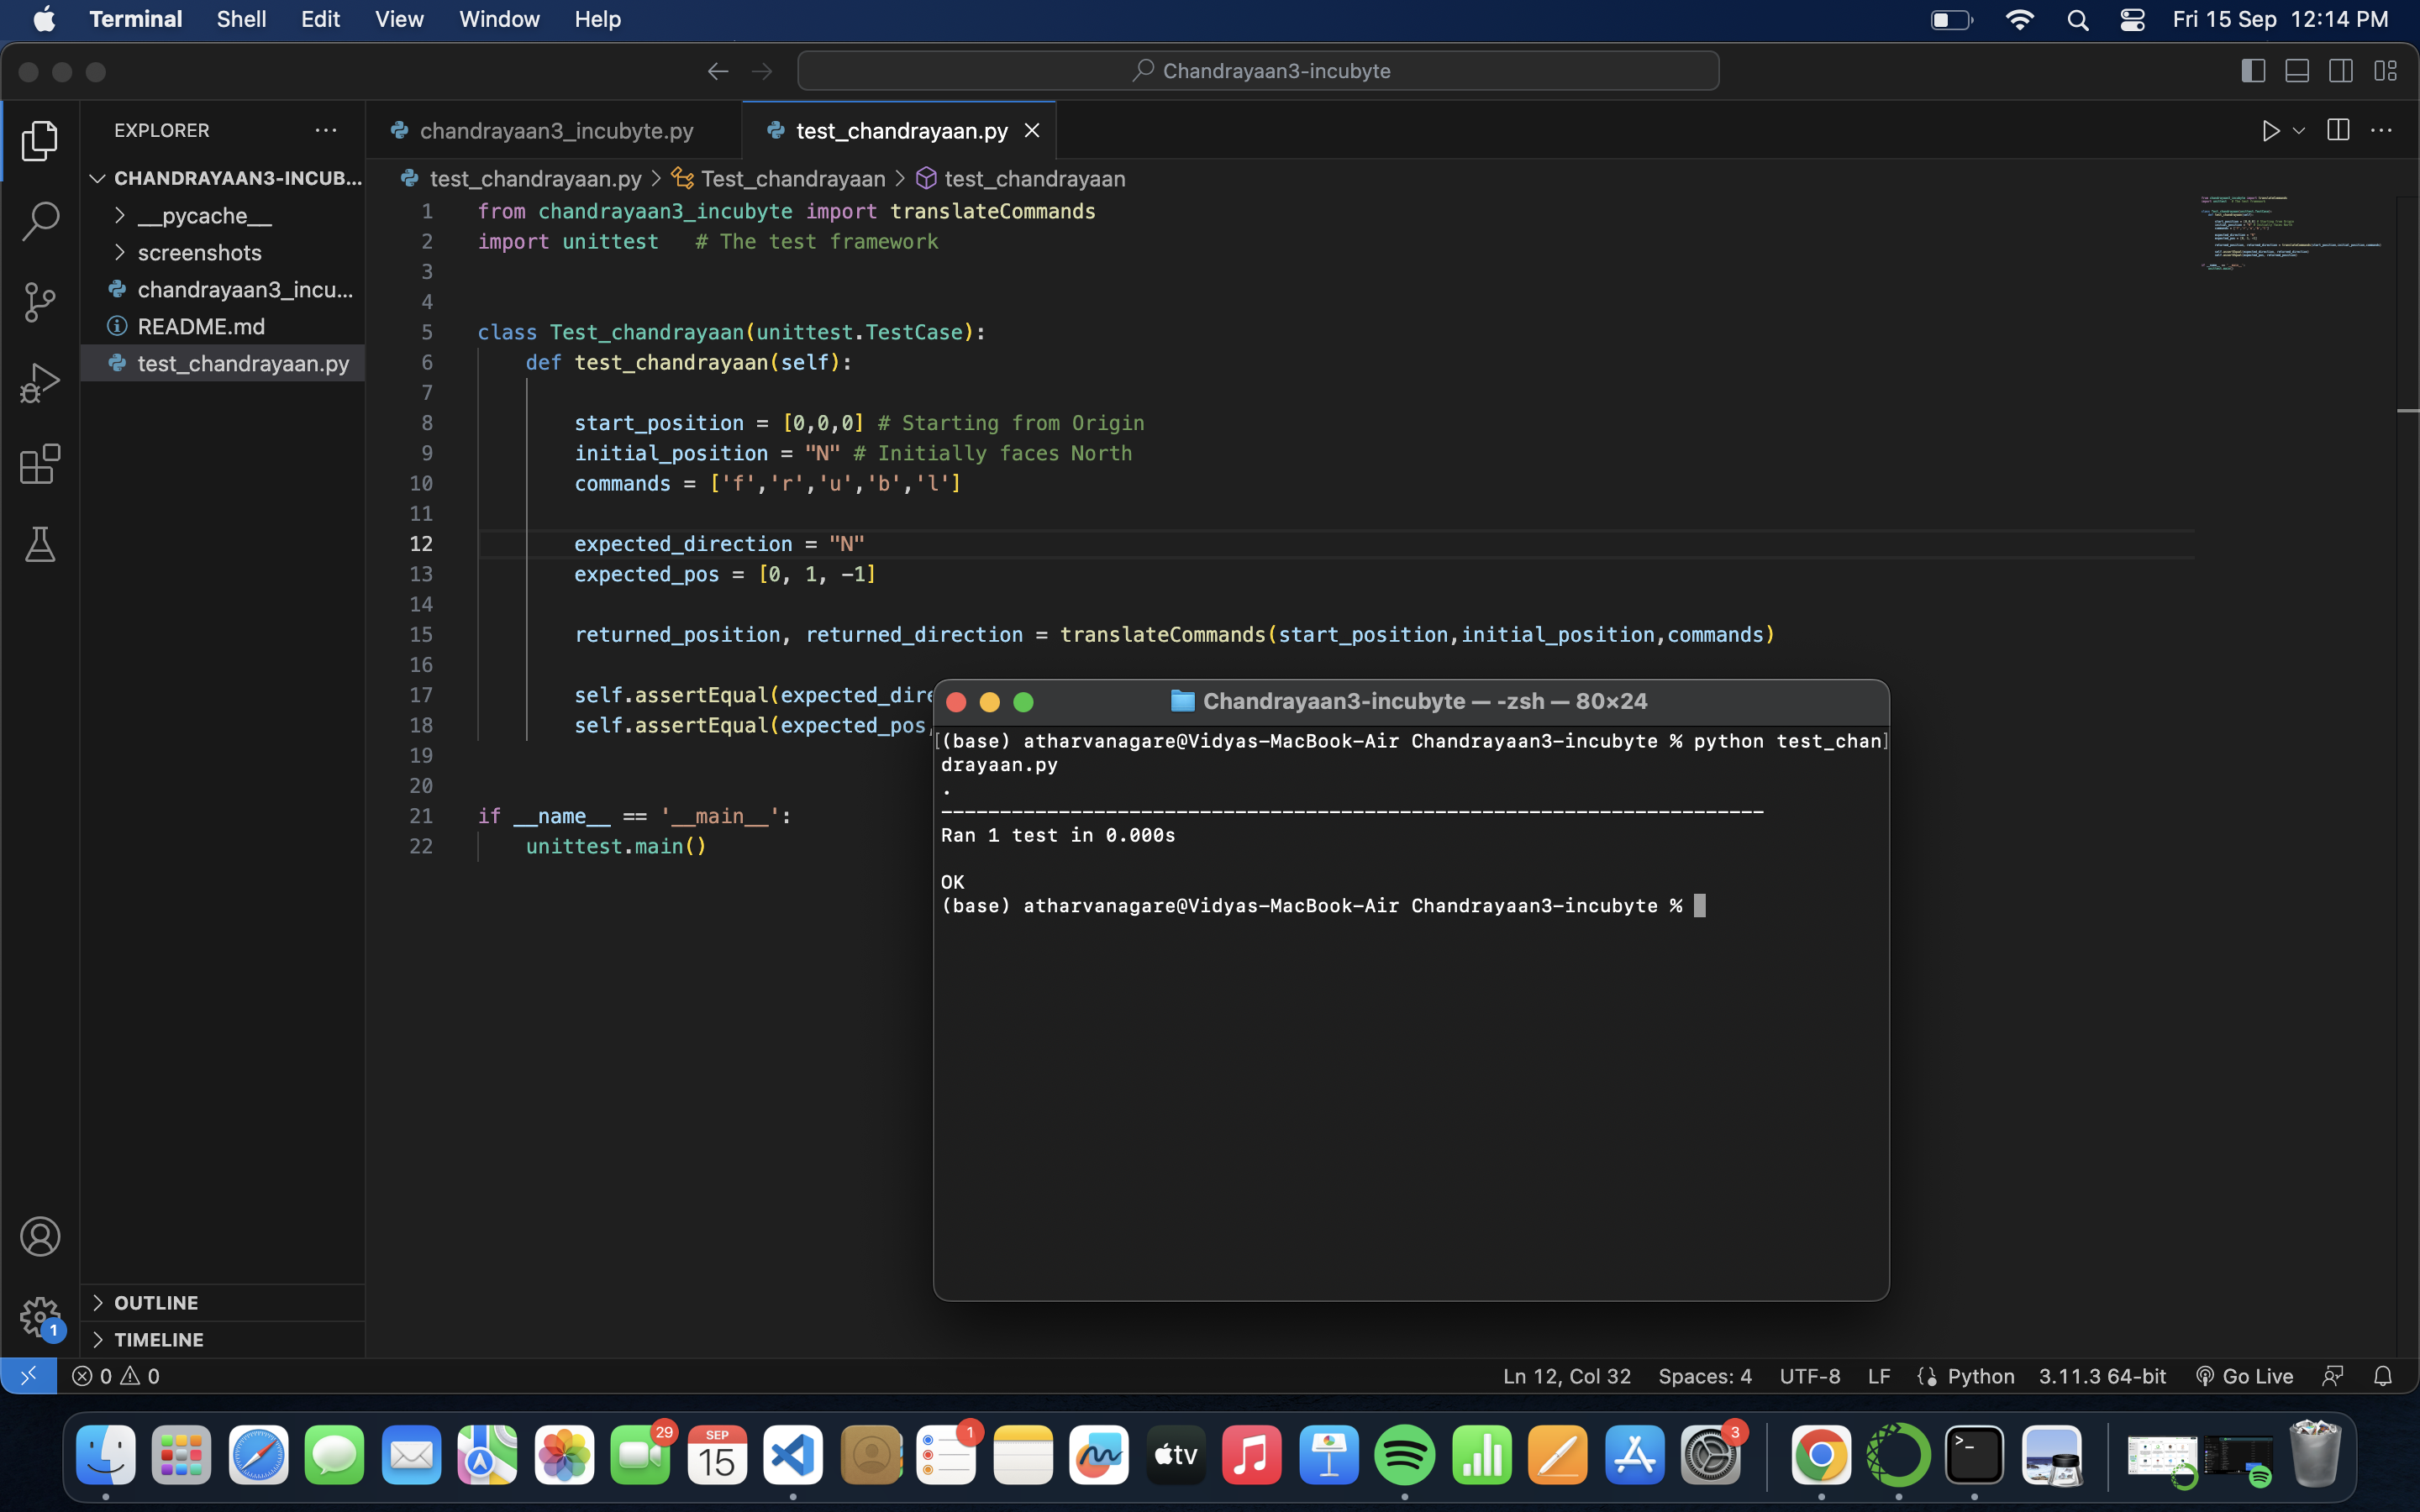 Terminal Shell Edit View Window Help Fri 15 Sep 12:14 PM
Chandrayaan3-incubyte
EXPLORER
chandrayaan3_incubyte.py
test_chandrayaan.py
CHANDRAYAAN3-INCUB...
__pycache__
screenshots
chandrayaan3_incu...
README.md
test_chandrayaan.py
OUTLINE
TIMELINE
test_chandrayaan.py > Test_chandrayaan > test_chandrayaan
1 from chandrayaan3_incubyte import translateCommands
2 import unittest # The test framework
3
4
5 class Test_chandrayaan(unittest.TestCase):
6 def test_chandrayaan(self):
7
8 start_position = [0,0,0] # Starting from Origin
9 initial_position = "N" # Initially faces North
10 commands = ['f','r','u','b','l']
11
12 expected_direction = "N"
13 expected_pos = [0, 1, -1]
14
15 returned_position, returned_direction = translateCommands(start_position,initial_position,commands)
16
17 self.assertEqual(expected_dire
18 self.assertEqual(expected_pos,
19
20
21 if __name__ == '__main__':
22 unittest.main()
Chandrayaan3-incubyte — -zsh — 80×24
[(base) atharvanagare@Vidyas-MacBook-Air Chandrayaan3-incubyte % python test_chan]
drayaan.py
.
----------------------------------------------------------------------
Ran 1 test in 0.000s
OK
(base) atharvanagare@Vidyas-MacBook-Air Chandrayaan3-incubyte %
1
0 0 Ln 12, Col 32 Spaces: 4 UTF-8 LF Python 3.11.3 64-bit Go Live
29 SEP 15 1 tv 3